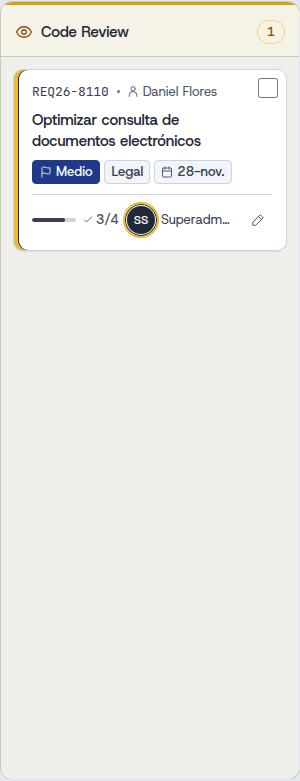 Code Review 1
REQ26-8110 • Daniel Flores
Optimizar consulta de
documentos electrónicos
Medio Legal 28-nov.
3/4 SS Superadm...